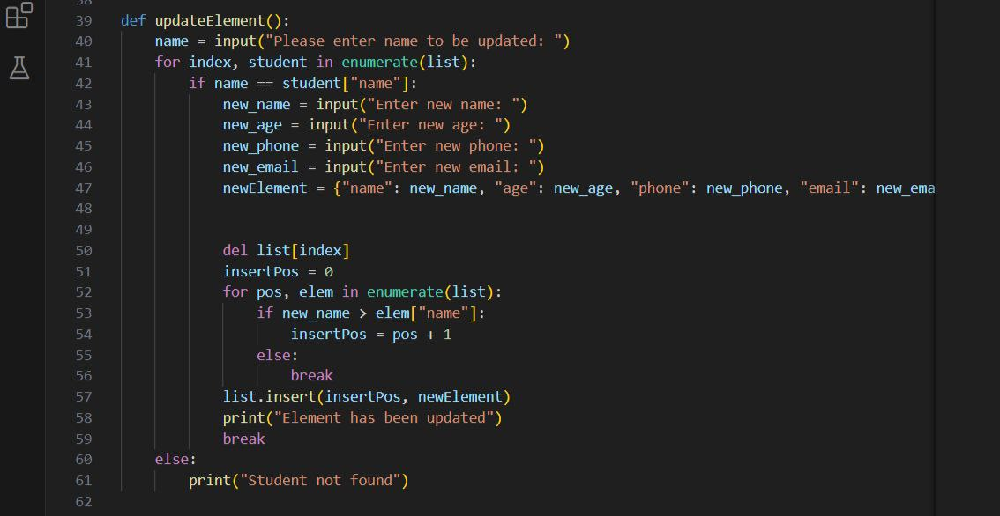 38
39 def updateElement():
40     name = input("Please enter name to be updated: ")
41     for index, student in enumerate(list):
42         if name == student["name"]:
43             new_name = input("Enter new name: ")
44             new_age = input("Enter new age: ")
45             new_phone = input("Enter new phone: ")
46             new_email = input("Enter new email: ")
47             newElement = {"name": new_name, "age": new_age, "phone": new_phone, "email": new_ema
48
49
50             del list[index]
51             insertPos = 0
52             for pos, elem in enumerate(list):
53                 if new_name > elem["name"]:
54                     insertPos = pos + 1
55                 else:
56                     break
57             list.insert(insertPos, newElement)
58             print("Element has been updated")
59             break
60     else:
61         print("Student not found")
62